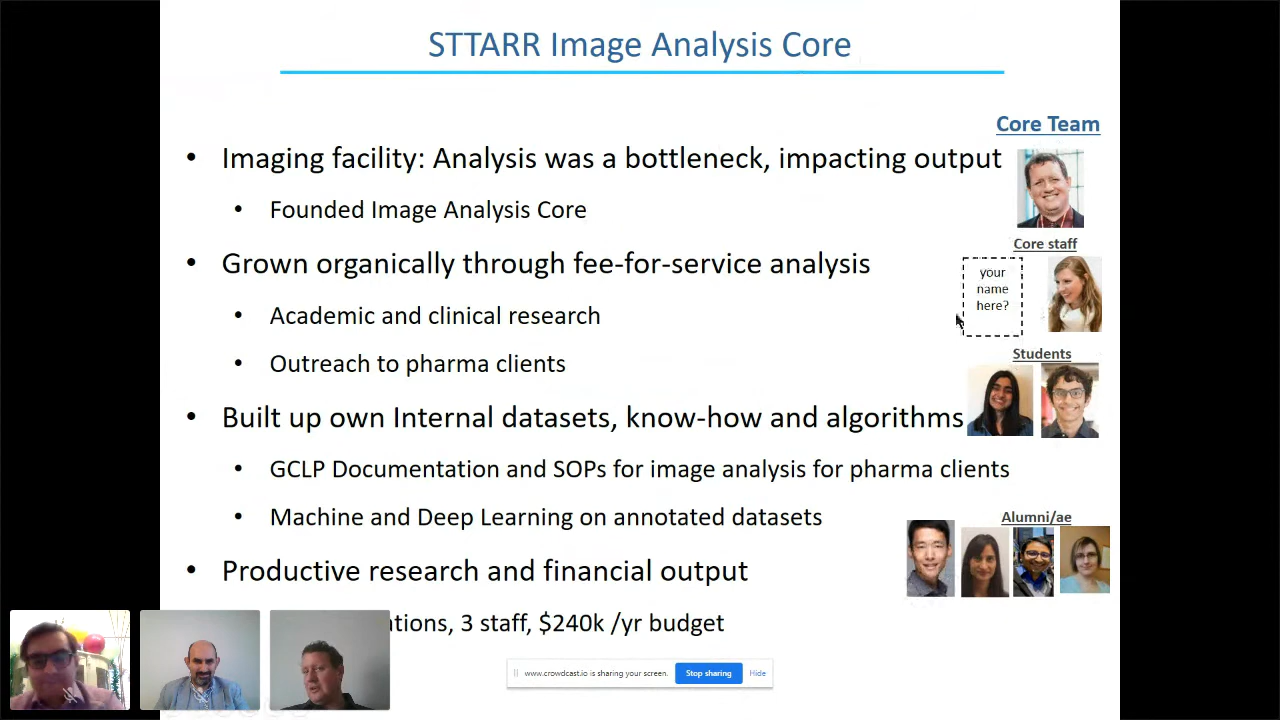 STTARR Image Analysis Core
Core Team
• Imaging facility: Analysis was a bottleneck, impacting output
• Founded Image Analysis Core
Core staff
• Grown organically through fee-for-service analysis
your
name
here?
• Academic and clinical research
Students
• Outreach to pharma clients
• Built up own Internal datasets, know-how and algorithms
• GCLP Documentation and SOPs for image analysis for pharma clients
• Machine and Deep Learning on annotated datasets
Alumni/ae
• Productive research and financial output
3 staff, $240k /yr budget
www.crowdcast.io is sharing your screen.
Stop sharing
Hide